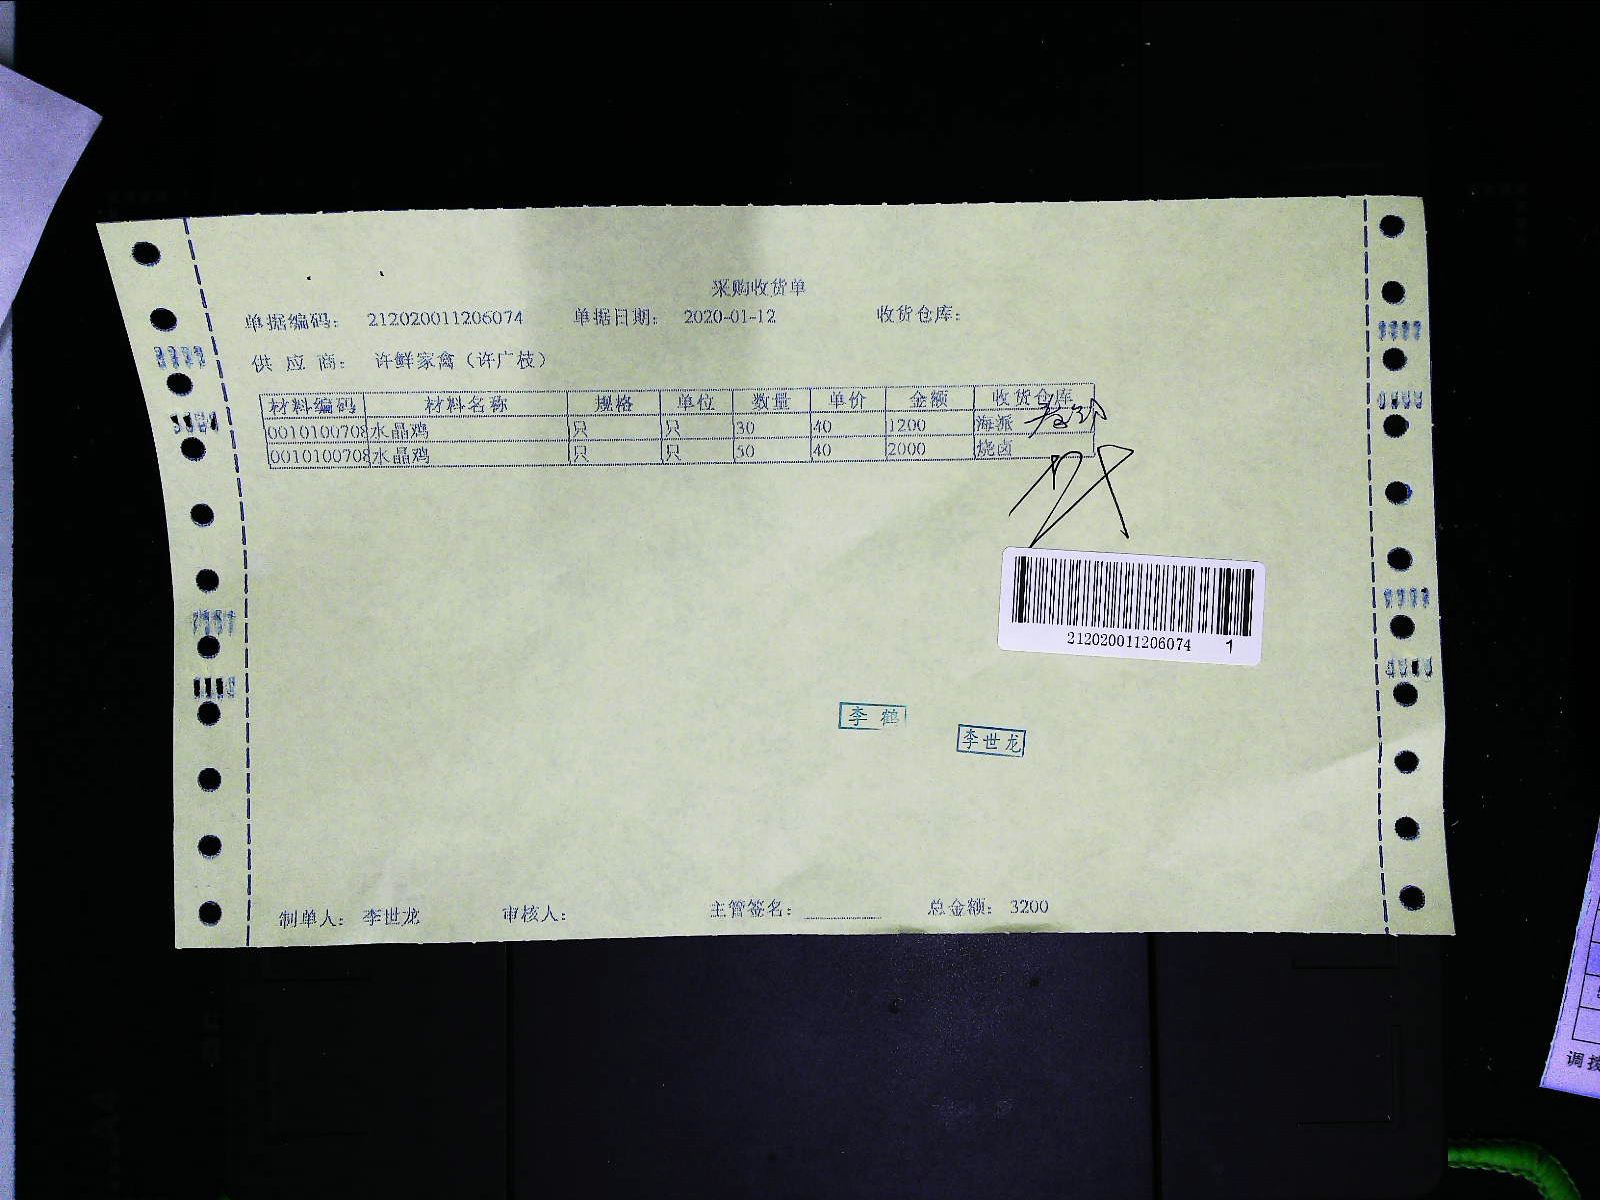 采购收货单
单据编码: 212020011206074 单据日期: 2020-01-12 收货仓库:
供应商: 许鲜家禽(许广枝)
材料编码 材料名称 规格 单位 数量 单价 金额 收货仓库
0010100708 水晶鸡 只 只 30 40 1200 海派
0010100708 水晶鸡 只 只 50 40 2000 烧卤
212020011206074 1
李鹤
李世龙
制单人: 李世龙 审核人: 主管签名: 总金额: 3200
调拨